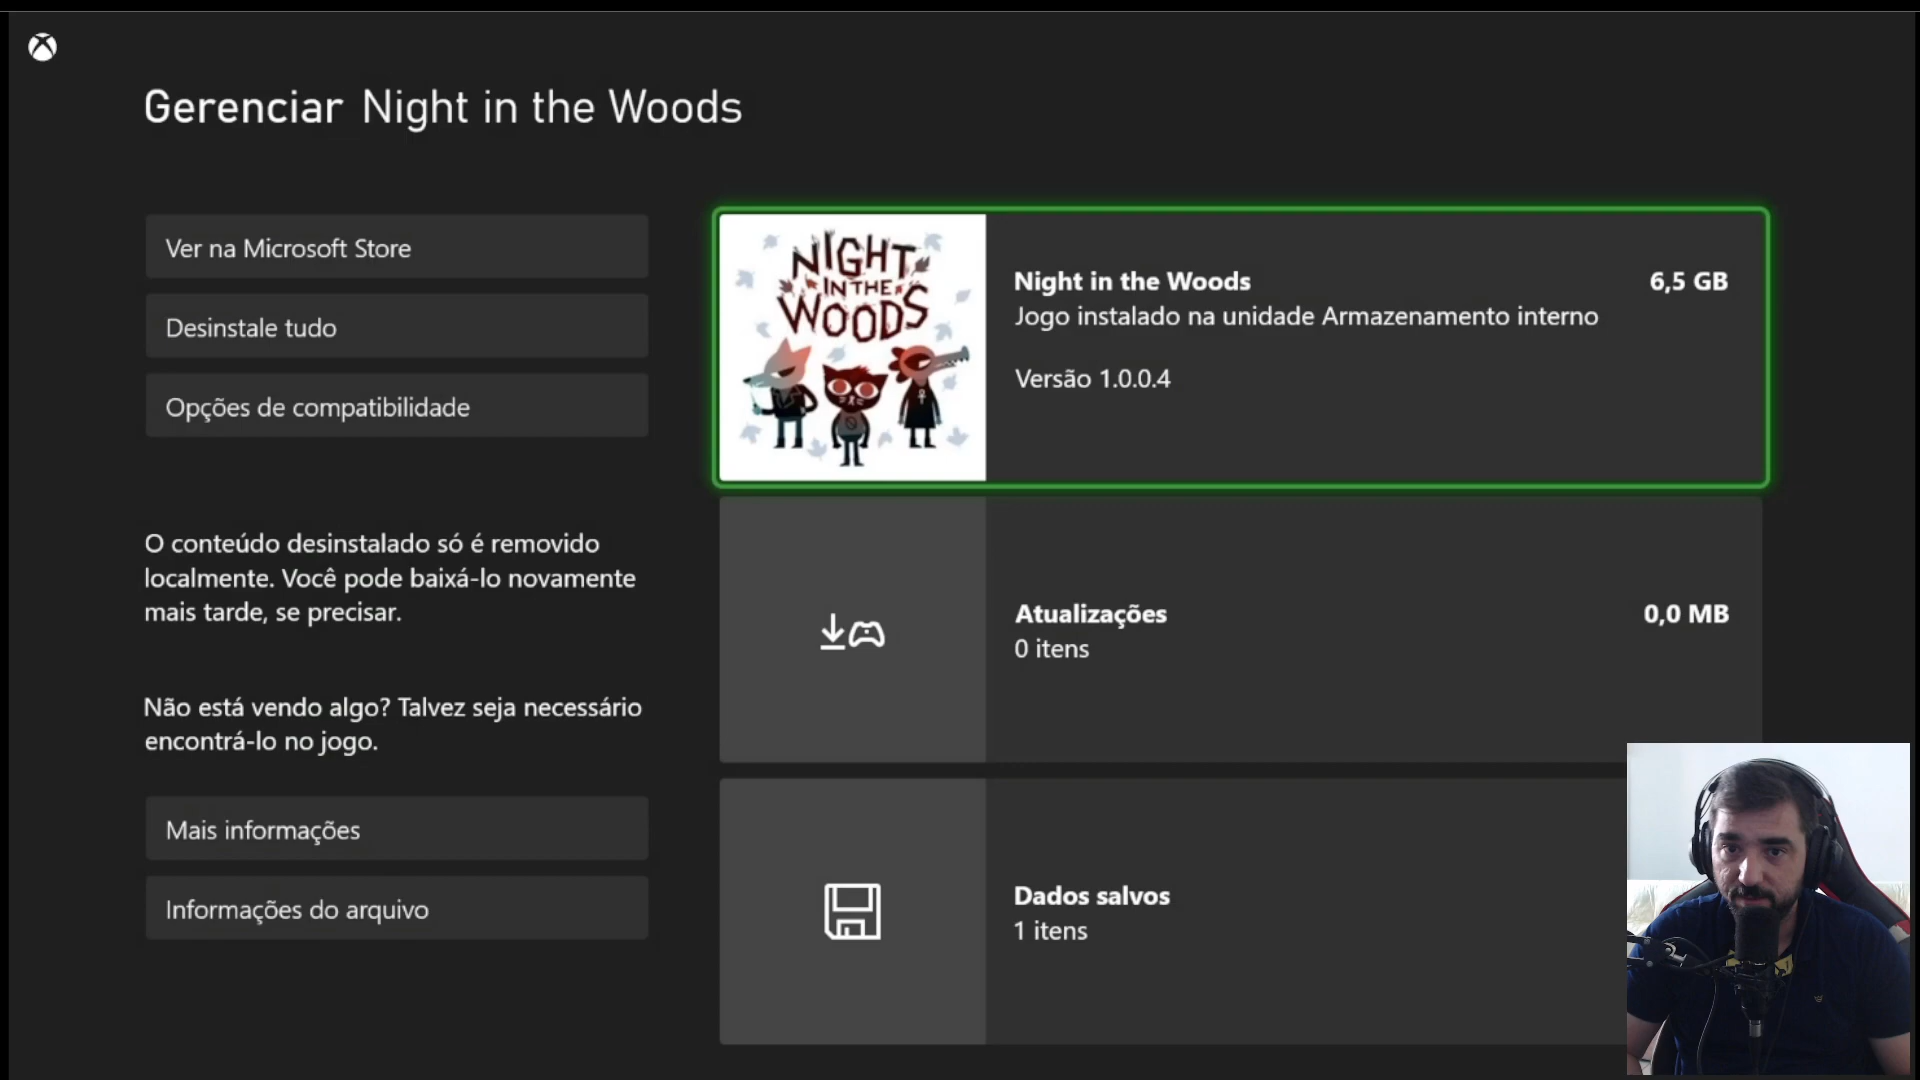 Gerenciar Night in the Woods
Ver na Microsoft Store
Desinstale tudo
Opções de compatibilidade
O conteúdo desinstalado só é removido
localmente. Você pode baixá-lo novamente
mais tarde, se precisar.
Não está vendo algo? Talvez seja necessário
encontrá-lo no jogo.
Mais informações
Informações do arquivo
NIGHT
IN THE
WOODS
Night in the Woods
6,5 GB
Jogo instalado na unidade Armazenamento interno
Versão 1.0.0.4
Atualizações
0,0 MB
0 itens
Dados salvos
1 itens